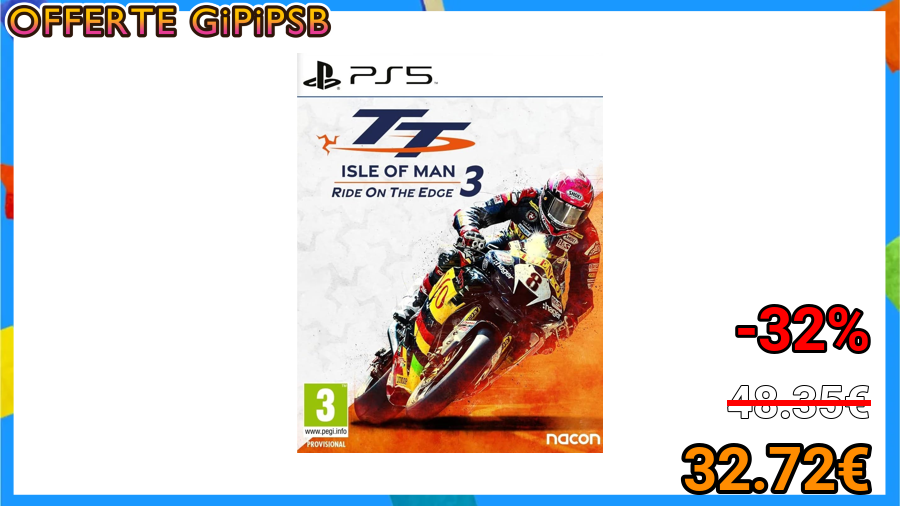 OFFERTE GiPiPSB
PS5
TT
ISLE OF MAN
RIDE ON THE EDGE 3
8
3
www.pegi.info
PROVISIONAL
nacon
-32%
48.35€
32.72€